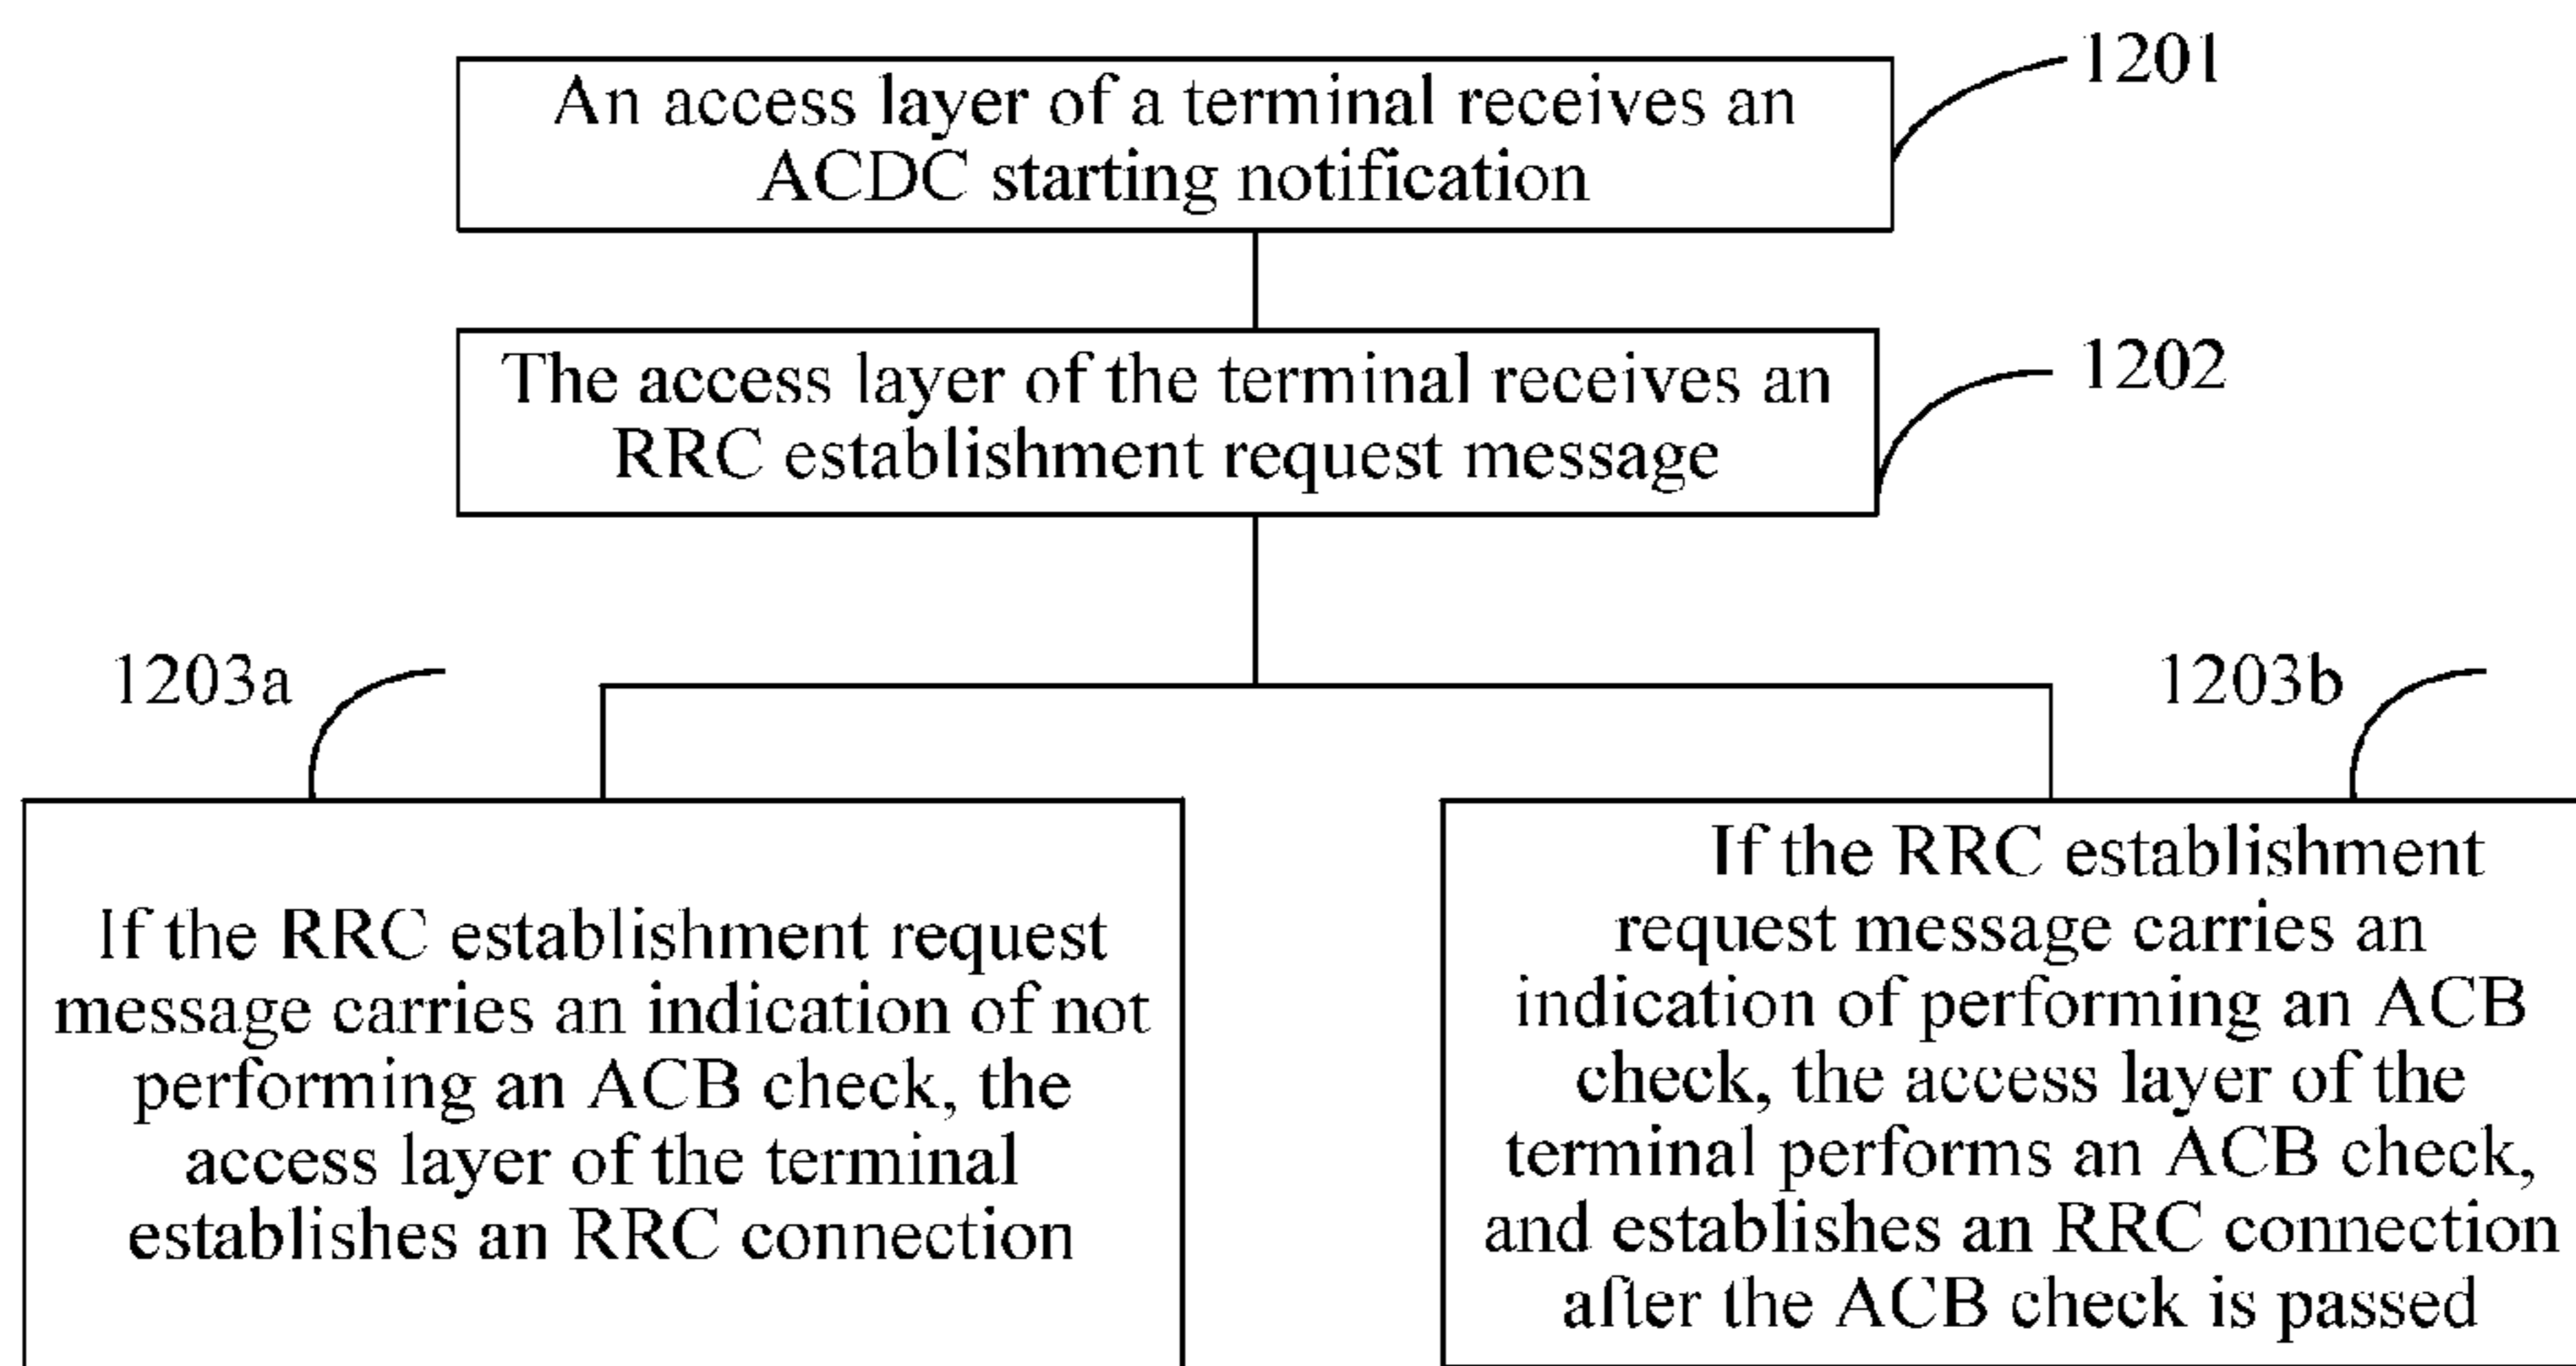 1201
An access layer of a terminal receives an
ACDC starting notification
1202
The access layer of the terminal receives an
RRC establishment request message
1203a
If the RRC establishment request
message carries an indication of not
performing an ACB check, the
access layer of the terminal
establishes an RRC connection
1203b
If the RRC establishment
request message carries an
indication of performing an ACB
check, the access layer of the
terminal performs an ACB check,
and establishes an RRC connection
after the ACB check is passed